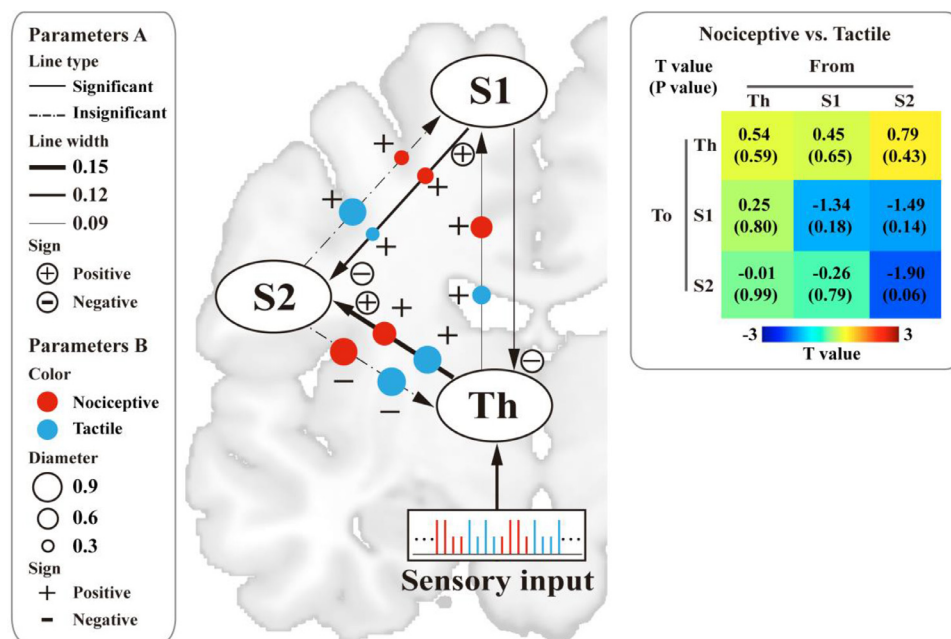 Parameters A
Line type
Significant
Insignificant
Line width
0.15
0.12
0.09
Sign
⊕ Positive
⊖ Negative
Parameters B
Color
Nociceptive
Tactile
Diameter
0.9
0.6
0.3
Sign
+ Positive
- Negative
S1
+
⊕
+
+
+
+
+
S2
⊖
⊕
+
+
+
−
−
⊖
Th
... ...
Sensory input
Nociceptive vs. Tactile
T value
(P value)
From
Th S1 S2
To
Th 0.54 0.45 0.79
(0.59) (0.65) (0.43)
S1 0.25 -1.34 -1.49
(0.80) (0.18) (0.14)
S2 -0.01 -0.26 -1.90
(0.99) (0.79) (0.06)
-3 3
T value